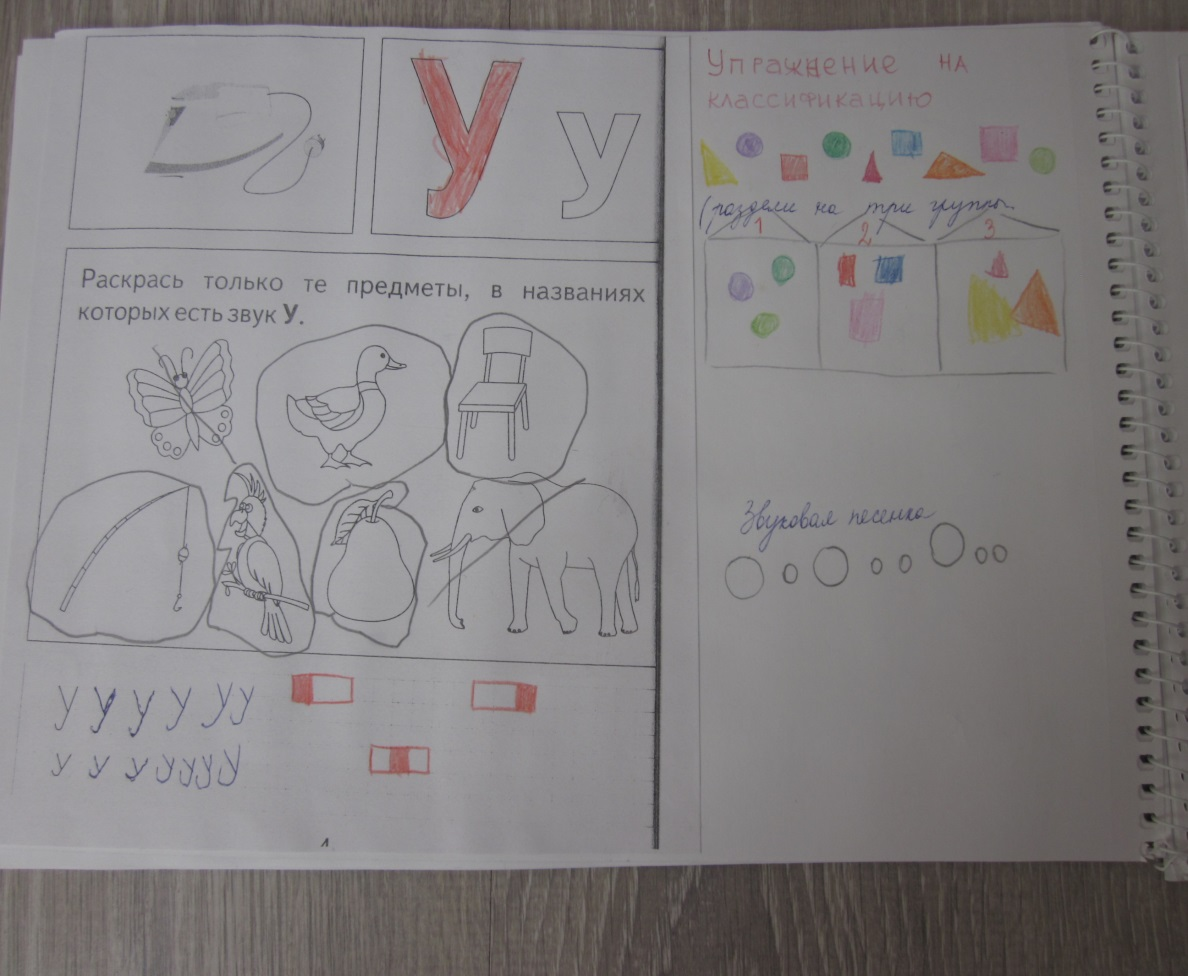 У у
Раскрась только те предметы, в названиях
которых есть звук У.
У У У У У У
у у у у у у у
Упражнение на
классификацию
(раздели на три группы
1 2 3
Звуковая песенка